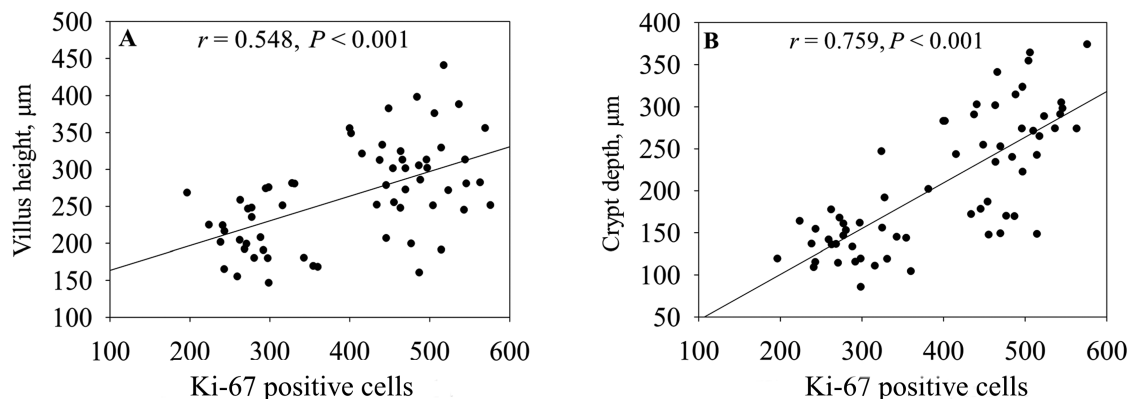 A
r = 0.548, P < 0.001
Villus height, µm
500
450
400
350
300
250
200
150
100
100 200 300 400 500 600
Ki-67 positive cells
B
r = 0.759, P < 0.001
Crypt depth, µm
400
350
300
250
200
150
100
50
100 200 300 400 500 600
Ki-67 positive cells